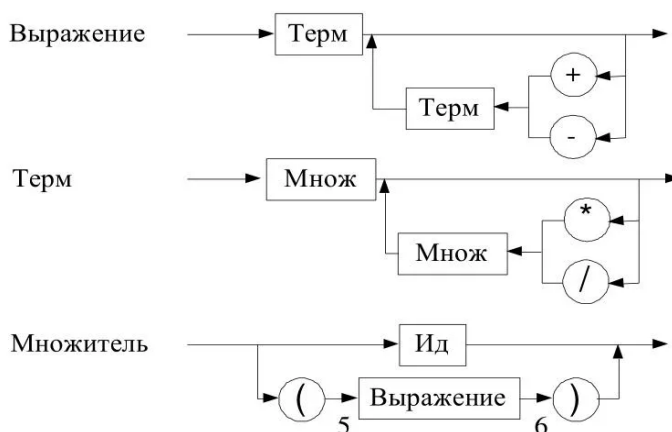 Выражение Терм
+
Терм
-
Терм Множ
*
Множ
/
Множитель Ид
( Выражение )
5 6